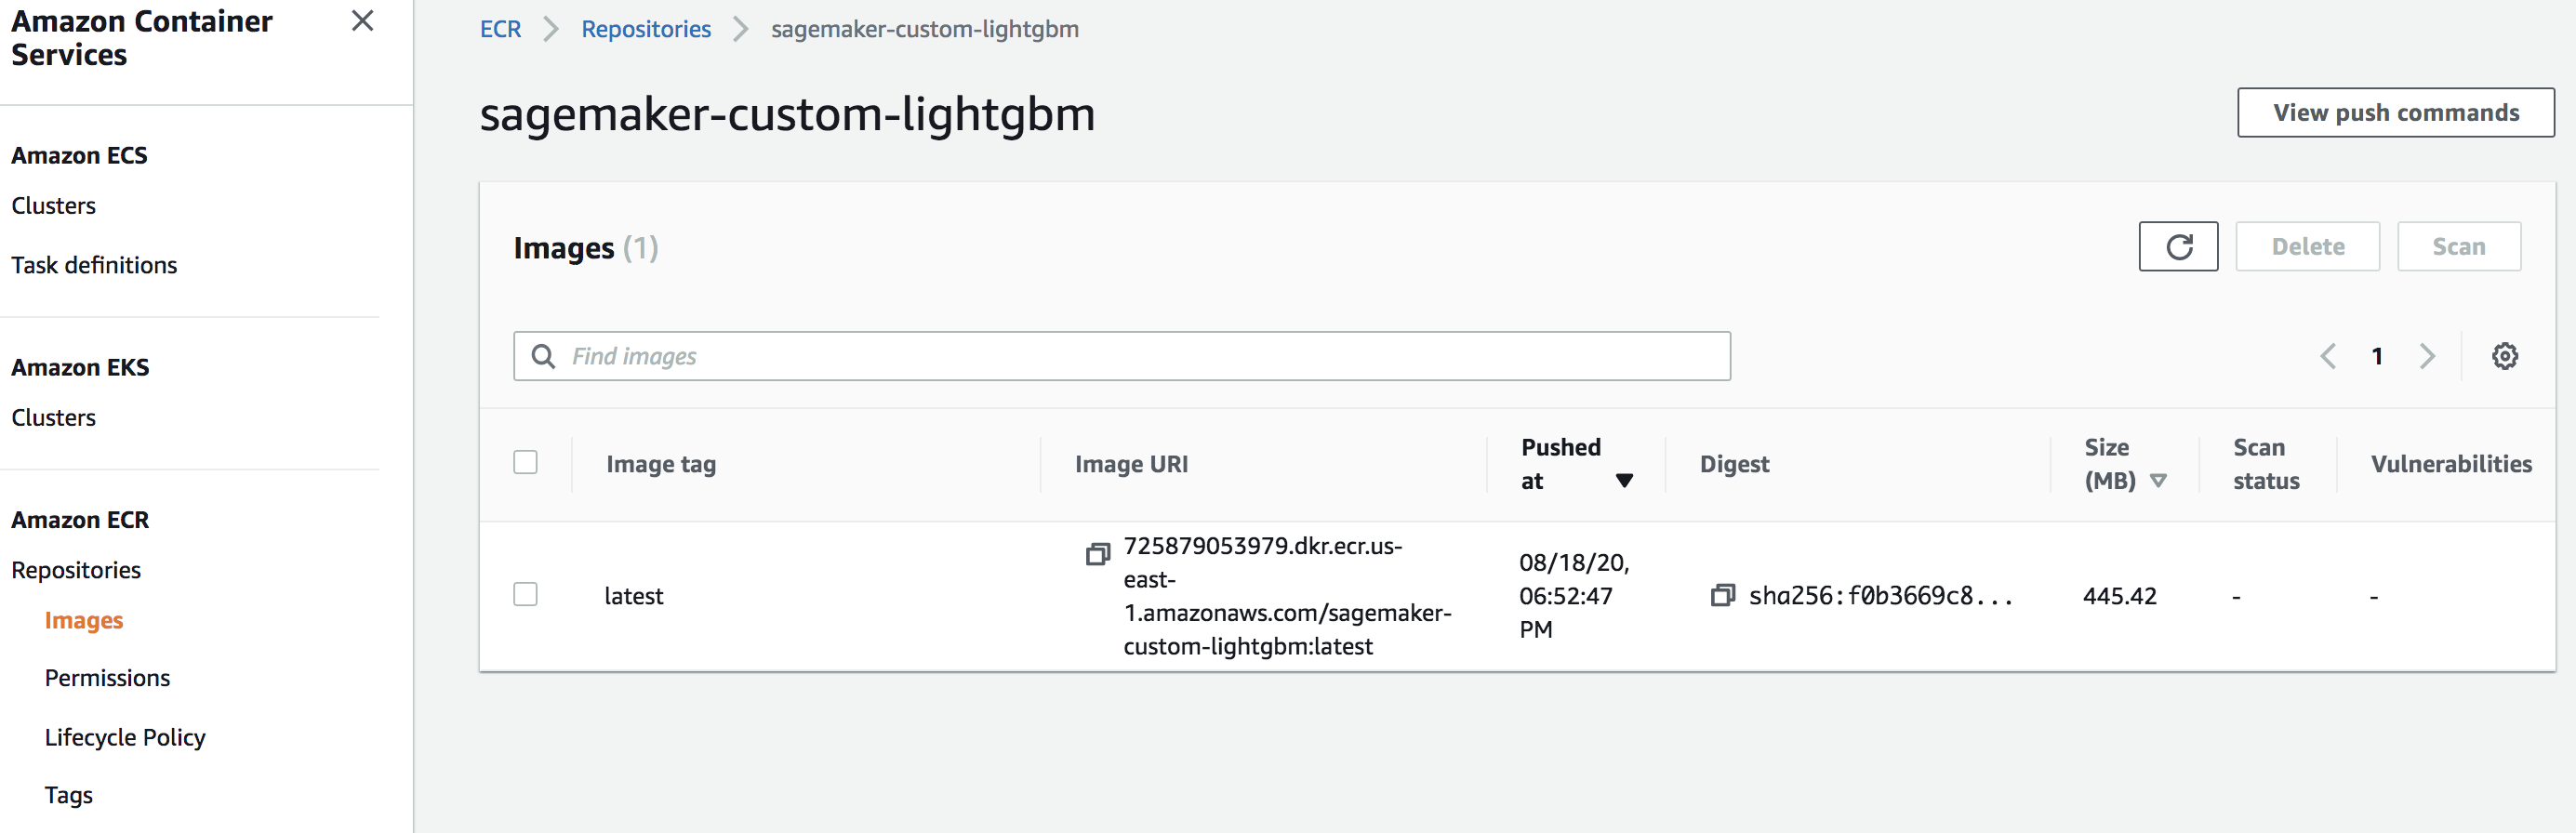 Amazon Container
Services
Amazon ECS
Clusters
Task definitions
Amazon EKS
Clusters
Amazon ECR
Repositories
Images
Permissions
Lifecycle Policy
Tags
ECR > Repositories > sagemaker-custom-lightgbm
sagemaker-custom-lightgbm
View push commands
Images (1)
Delete
Scan
Find images
1
Image tag
Image URI
Pushed
at
Digest
Size
(MB)
Scan
status
Vulnerabilities
latest
725879053979.dkr.ecr.us-
east-
1.amazonaws.com/sagemaker-
custom-lightgbm:latest
08/18/20,
06:52:47
PM
sha256:f0b3669c8...
445.42
-
-